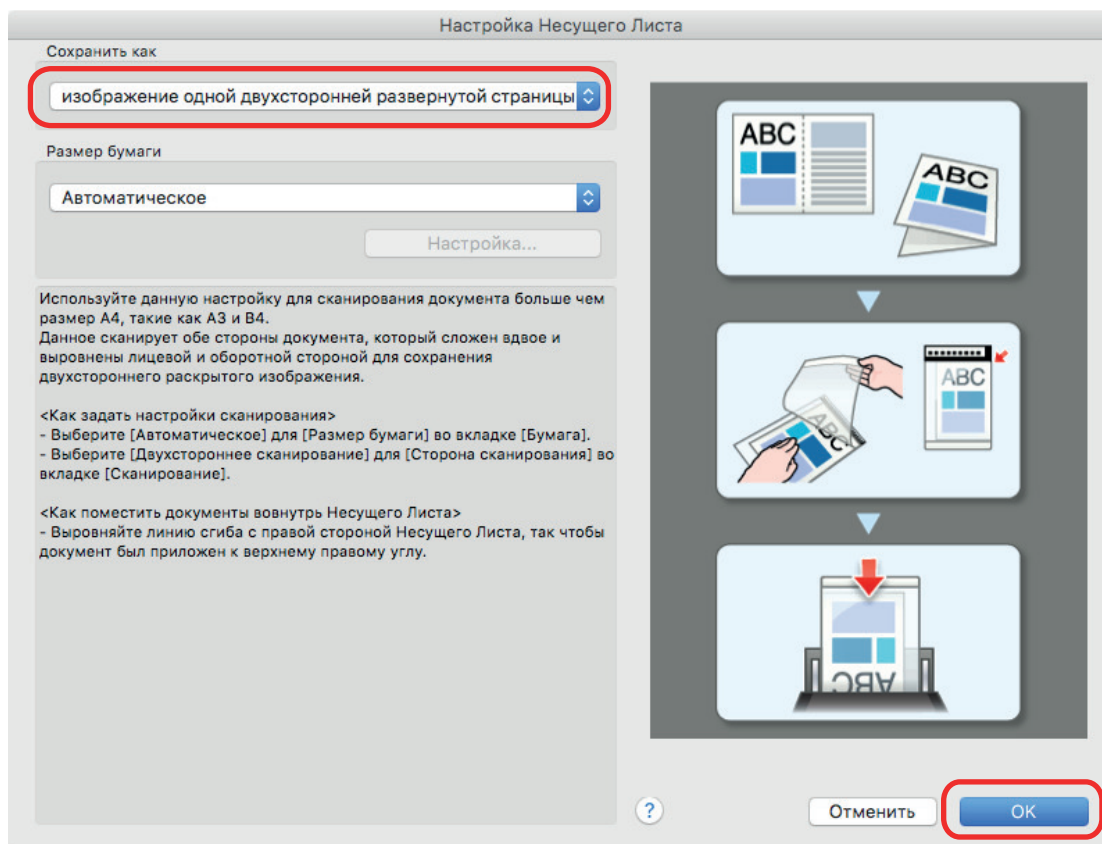 Настройка Несущего Листа
Сохранить как
изображение одной двухсторонней развернутой страницы
Размер бумаги
Автоматическое
Настройка...
Используйте данную настройку для сканирования документа больше чем
размер A4, такие как A3 и B4.
Данное сканирует обе стороны документа, который сложен вдвое и
выровнены лицевой и оборотной стороной для сохранения
двухстороннего раскрытого изображения.
<Как задать настройки сканирования>
- Выберите [Автоматическое] для [Размер бумаги] во вкладке [Бумага].
- Выберите [Двухстороннее сканирование] для [Сторона сканирования] во
вкладке [Сканирование].
<Как поместить документы вовнутрь Несущего Листа>
- Выровняйте линию сгиба с правой стороной Несущего Листа, так чтобы
документ был приложен к верхнему правому углу.
ABC
ABC
ABC
ABC
ABC
?
Отменить
OK